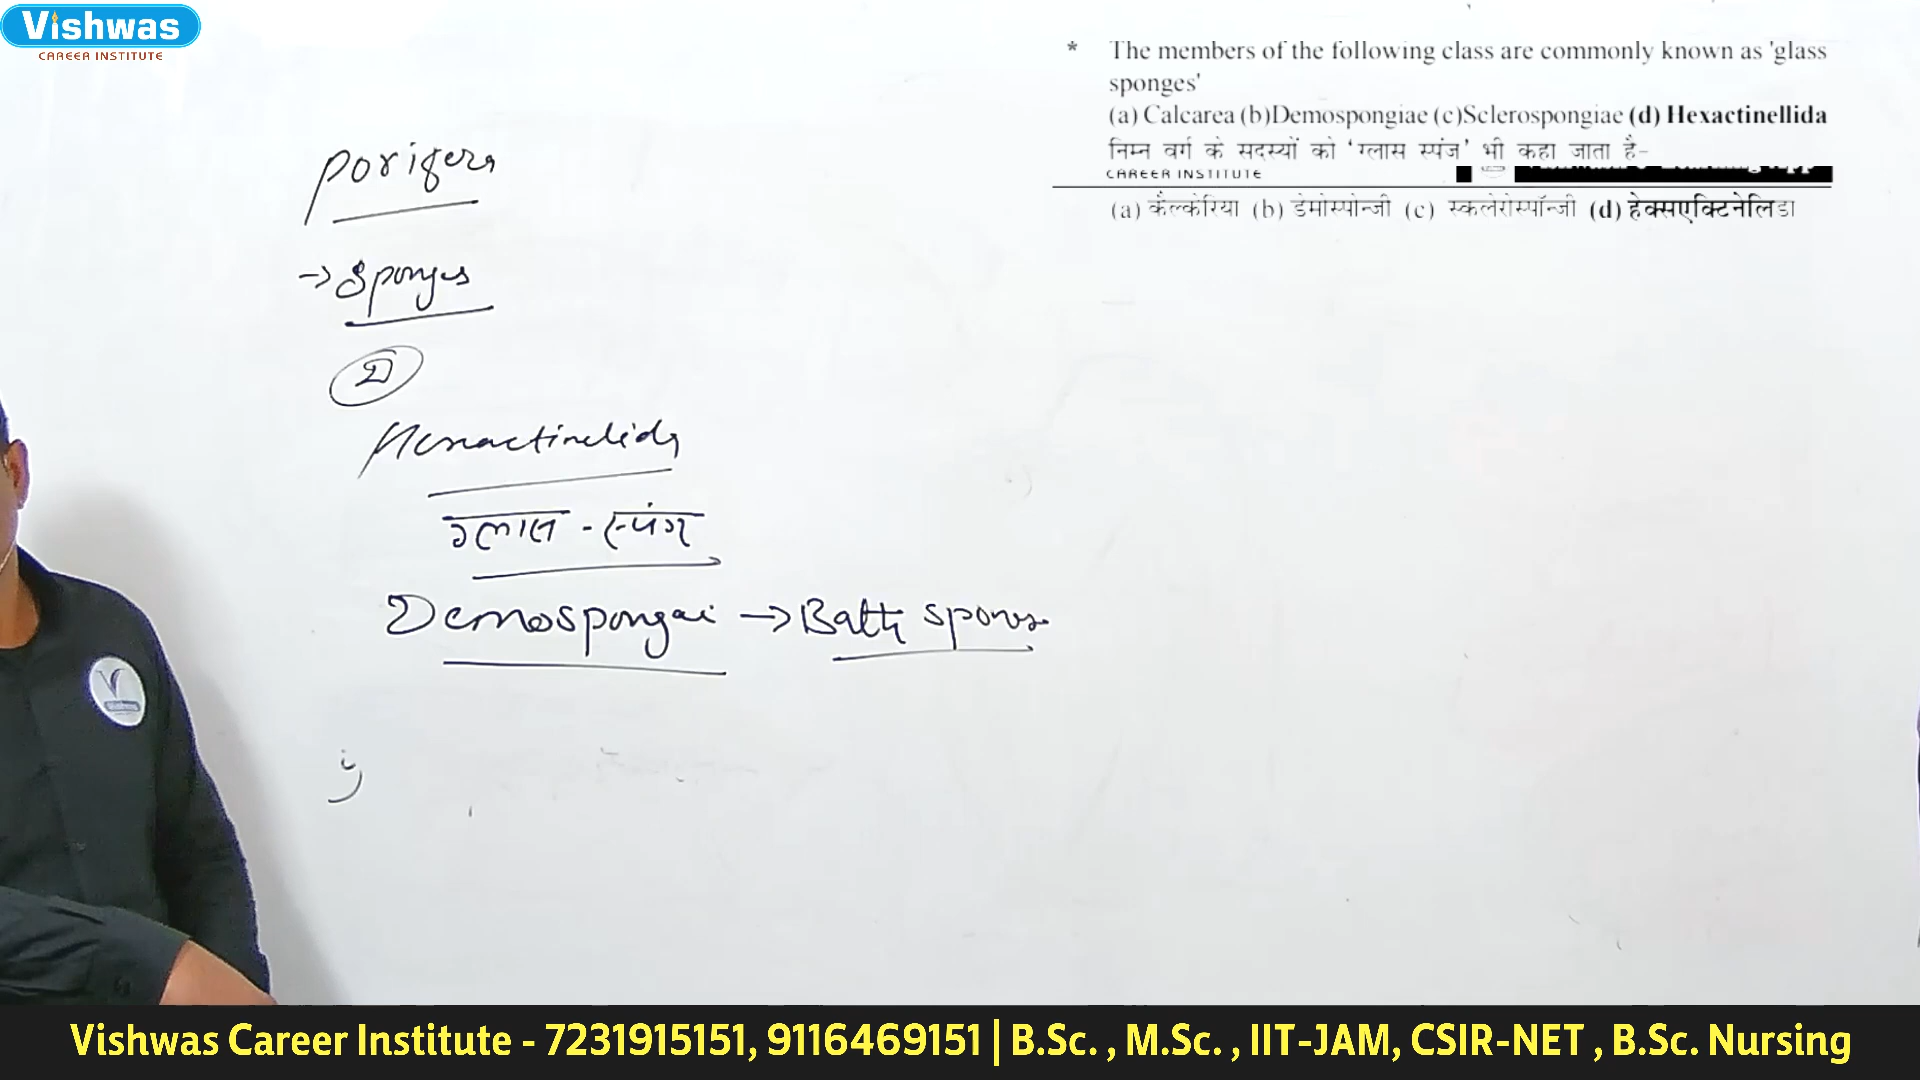 Vishwas
CAREER INSTITUTE
* The members of the following class are commonly known as 'glass
sponges'
(a) Calcarea (b)Demospongiae (c)Sclerospongiae (d) Hexactinellida
निम्न वर्ग के सदस्यों को ‘ग्लास स्पंज’ भी कहा जाता है-
CAREER INSTITUTE
(a) कैल्केरिया (b) डेमोस्पोन्जी (c) स्कलेरोस्पॉन्जी (d) हेक्सएक्टिनेलिडा
Porifera
→ Sponges
D
Hexactinelida
ग्लास - स्पंज
Demospongai → Bath sponge
Vishwas
Vishwas Career Institute - 7231915151, 9116469151 | B.Sc. , M.Sc. , IIT-JAM, CSIR-NET , B.Sc. Nursing